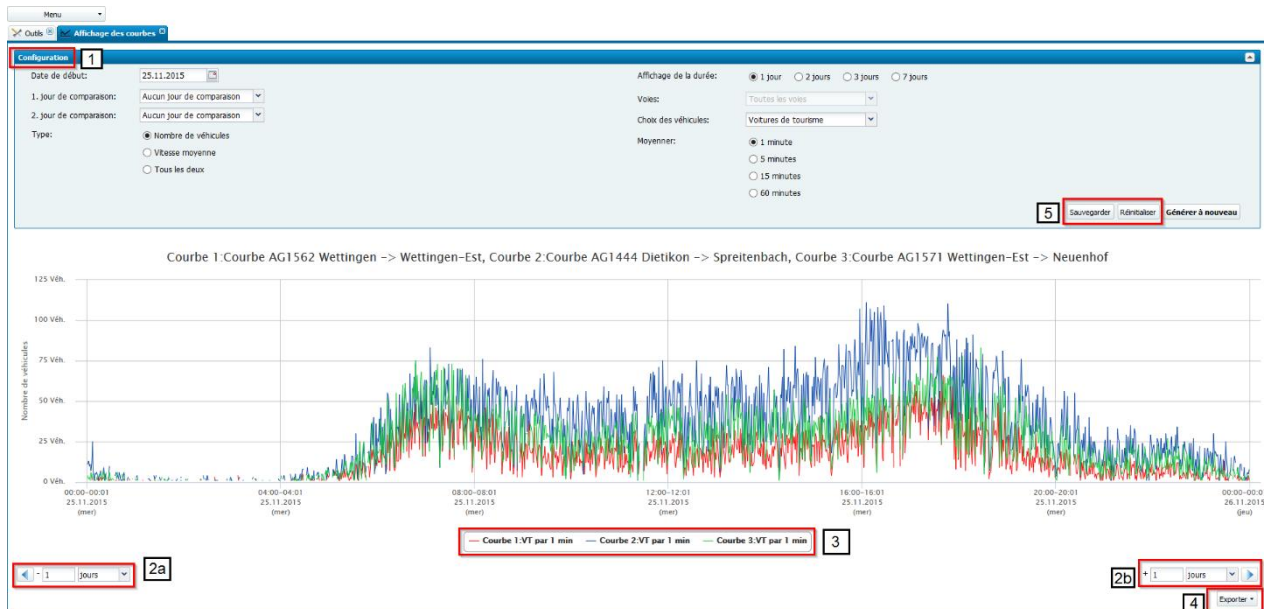 Menu
Outils Affichage des courbes
Configuration 1
Date de début: 25.11.2015 Affichage de la durée: 1 jour 2 jours 3 jours 7 jours
1. jour de comparaison: Aucun jour de comparaison Voies: Toutes les voies
2. jour de comparaison: Aucun jour de comparaison Choix des véhicules: Voitures de tourisme
Type: Nombre de véhicules Moyenner: 1 minute
Vitesse moyenne 5 minutes
Tous les deux 15 minutes
60 minutes
5 Sauvegarder Réinitialiser Générer à nouveau
Courbe 1:Courbe AG1562 Wettingen -> Wettingen-Est, Courbe 2:Courbe AG1444 Dietikon -> Spreitenbach, Courbe 3:Courbe AG1571 Wettingen-Est -> Neuenhof
125 Véh.
100 Véh.
75 Véh.
50 Véh.
25 Véh.
0 Véh.
Nombre de véhicules
00:00-00:01 04:00-04:01 08:00-08:01 12:00-12:01 16:00-16:01 20:00-20:01 00:00-00:0
25.11.2015 25.11.2015 25.11.2015 25.11.2015 25.11.2015 25.11.2015 26.11.2015
(mer) (mer) (mer) (mer) (mer) (mer) (jeu)
Courbe 1:VT par 1 min Courbe 2:VT par 1 min Courbe 3:VT par 1 min 3
- 1 jours 2a 2b + 1 jours
4 Exporter